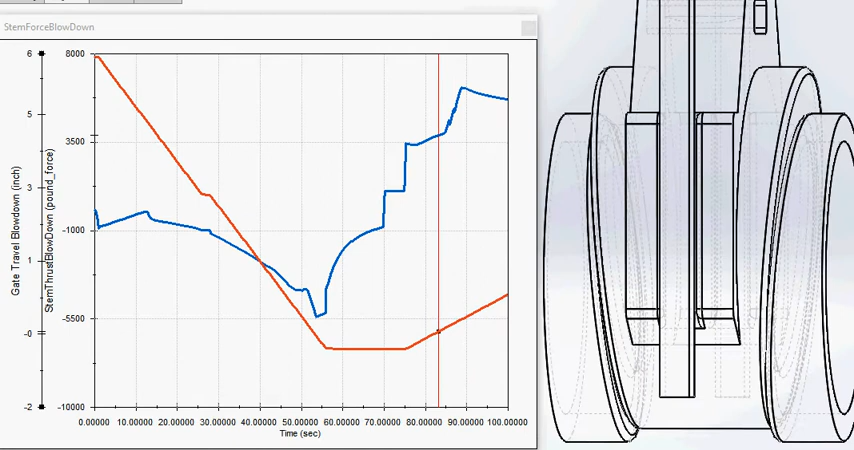 StemForceBlowDown
Gate Travel Blowdown (inch)
6
5
3
1
-0
-2
StemThrustBlowDown (pound_force)
8000
3500
-1000
-5500
-10000
0.00000 10.00000 20.00000 30.00000 40.00000 50.00000 60.00000 70.00000 80.00000 90.00000 100.00000
Time (sec)